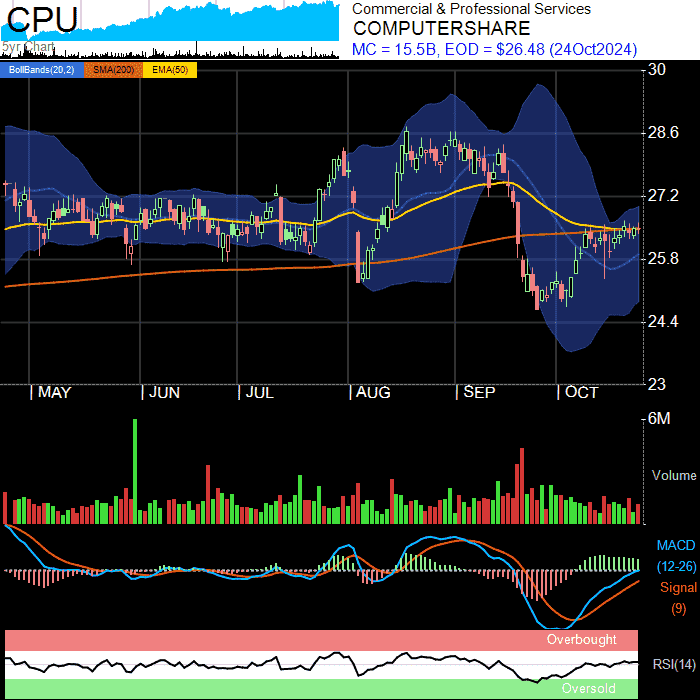 CPU
5yr Chart
Commercial & Professional Services
COMPUTERSHARE
MC = 15.5B, EOD = $26.48 (24Oct2024)
BollBands(20,2) SMA(200) EMA(50)
30
28.6
27.2
25.8
24.4
23
MAY JUN JUL AUG SEP OCT
6M
Volume
MACD
(12-26)
Signal
(9)
Overbought
RSI(14)
Oversold